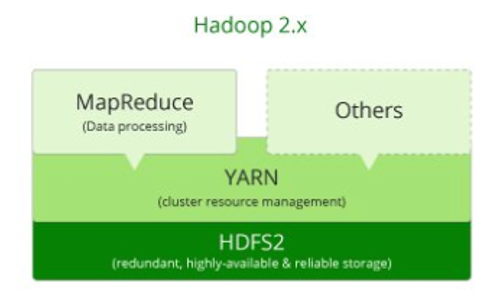 Hadoop 2.x
MapReduce
(Data processing)
Others
YARN
(cluster resource management)
HDFS2
(redundant, highly-available & reliable storage)